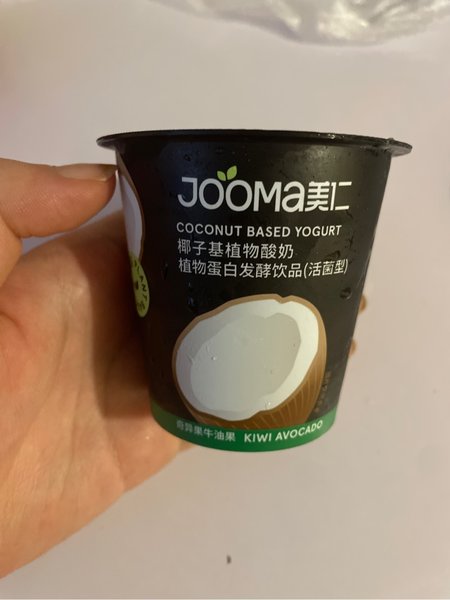 JOOMa美仁
COCONUT BASED YOGURT
椰子基植物酸奶
植物蛋白发酵饮品(活菌型)
奇异果牛油果 KIWI AVOCADO